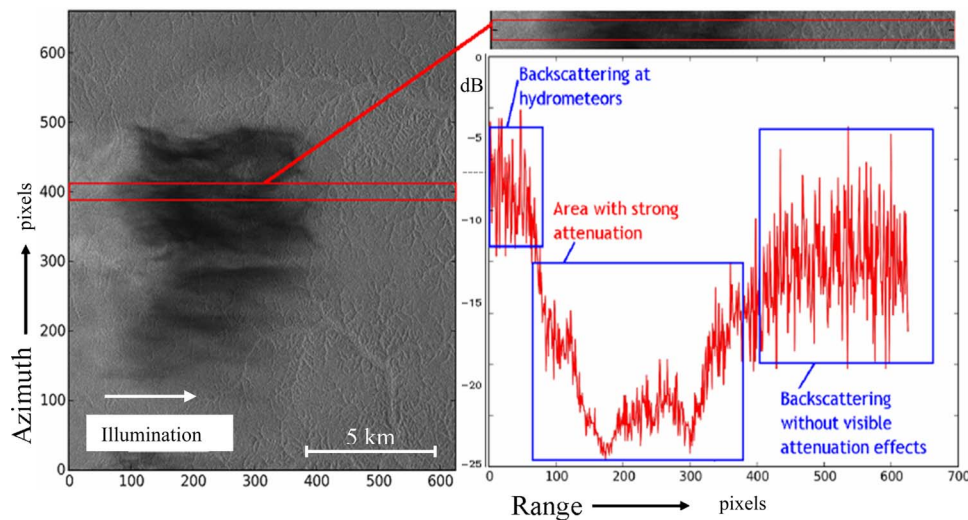 600
500
400
300
200
100
0
0 100 200 300 400 500 600
Azimuth
pixels
Illumination
5 km
0
dB
-5
-10
-15
-20
-25
Backscattering at
hydrometeors
Area with strong
attenuation
Backscattering
without visible
attenuation effects
100 200 300 400 500 600 700
Range
pixels